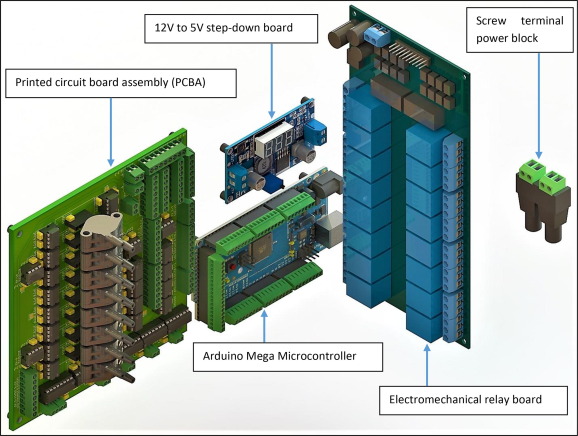 12V to 5V step-down board
Screw terminal
power block
Printed circuit board assembly (PCBA)
Arduino Mega Microcontroller
Electromechanical relay board